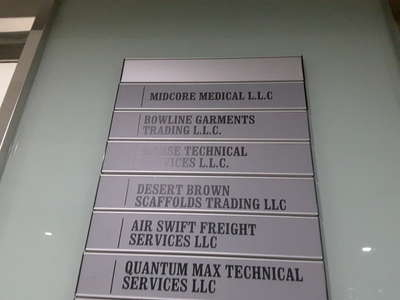 MIDCORE MEDICAL L.L.C
BOWLINE GARMENTS
TRADING L.L.C.
TECHNICAL
L.L.C.
DESERT BROWN
SCAFFOLDS TRADING LLC
AIR SWIFT FREIGHT
SERVICES LLC
QUANTUM MAX TECHNICAL
SERVICES LLC